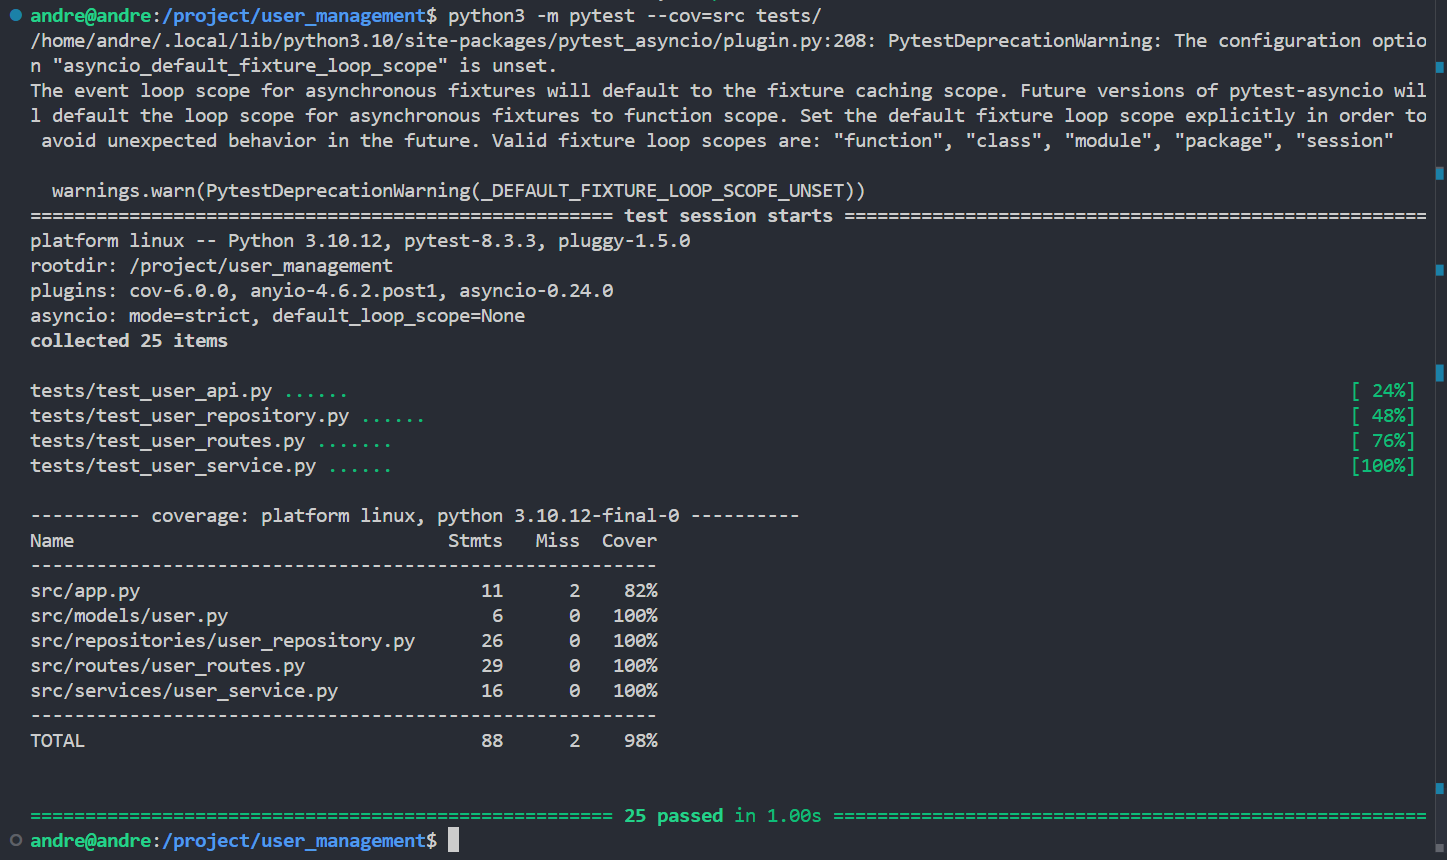 andre@andre:/project/user_management$ python3 -m pytest --cov=src tests/
/home/andre/.local/lib/python3.10/site-packages/pytest_asyncio/plugin.py:208: PytestDeprecationWarning: The configuration optio
n "asyncio_default_fixture_loop_scope" is unset.
The event loop scope for asynchronous fixtures will default to the fixture caching scope. Future versions of pytest-asyncio wil
l default the loop scope for asynchronous fixtures to function scope. Set the default fixture loop scope explicitly in order to
 avoid unexpected behavior in the future. Valid fixture loop scopes are: "function", "class", "module", "package", "session"

  warnings.warn(PytestDeprecationWarning(_DEFAULT_FIXTURE_LOOP_SCOPE_UNSET))
===================================================== test session starts =====================================================
platform linux -- Python 3.10.12, pytest-8.3.3, pluggy-1.5.0
rootdir: /project/user_management
plugins: cov-6.0.0, anyio-4.6.2.post1, asyncio-0.24.0
asyncio: mode=strict, default_loop_scope=None
collected 25 items

tests/test_user_api.py ......                                                                                           [ 24%]
tests/test_user_repository.py ......                                                                                    [ 48%]
tests/test_user_routes.py .......                                                                                       [ 76%]
tests/test_user_service.py ......                                                                                       [100%]

---------- coverage: platform linux, python 3.10.12-final-0 ----------
Name                                  Stmts   Miss  Cover
---------------------------------------------------------
src/app.py                               11      2    82%
src/models/user.py                        6      0   100%
src/repositories/user_repository.py      26      0   100%
src/routes/user_routes.py                29      0   100%
src/services/user_service.py             16      0   100%
---------------------------------------------------------
TOTAL                                    88      2    98%

===================================================== 25 passed in 1.00s ======================================================
andre@andre:/project/user_management$